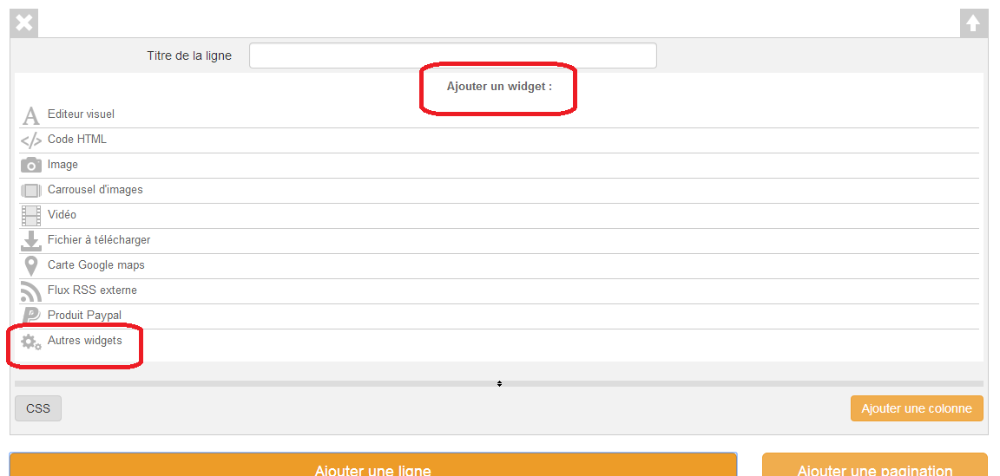 Titre de la ligne
Ajouter un widget :
Editeur visuel
Code HTML
Image
Carrousel d'images
Vidéo
Fichier à télécharger
Carte Google maps
Flux RSS externe
Produit Paypal
Autres widgets
CSS
Ajouter une colonne
Ajouter une ligne
Ajouter une pagination